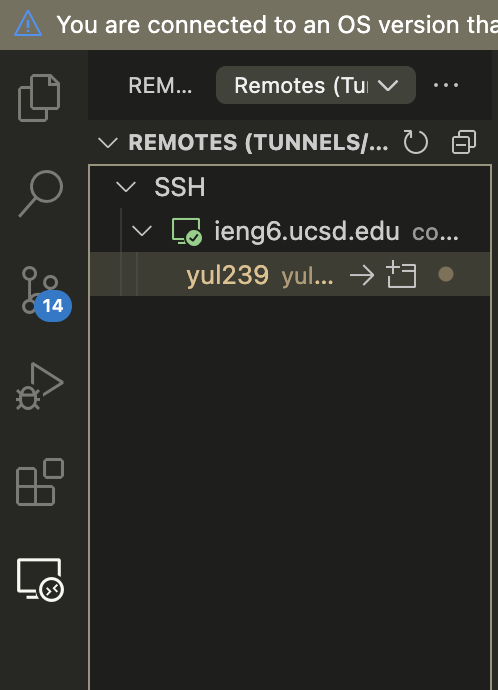 You are connected to an OS version tha
REM... Remotes (Tu
REMOTES (TUNNELS/...
SSH
ieng6.ucsd.edu co...
yul239 yul...
14